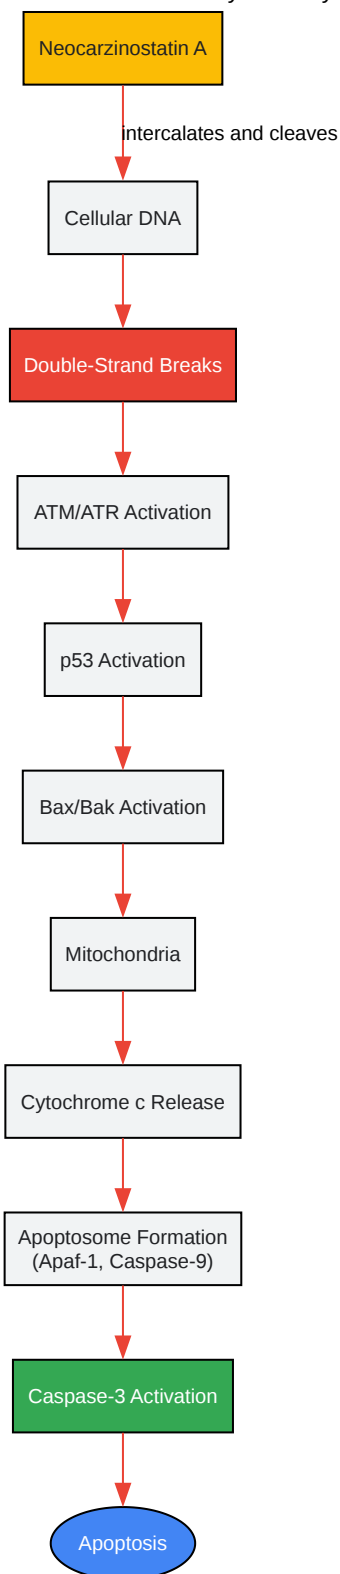 Neocarzinostatin A
intercalates and cleaves
Cellular DNA
Double-Strand Breaks
ATM/ATR Activation
p53 Activation
Bax/Bak Activation
Mitochondria
Cytochrome c Release
Apoptosome Formation
(Apaf-1, Caspase-9)
Caspase-3 Activation
Apoptosis